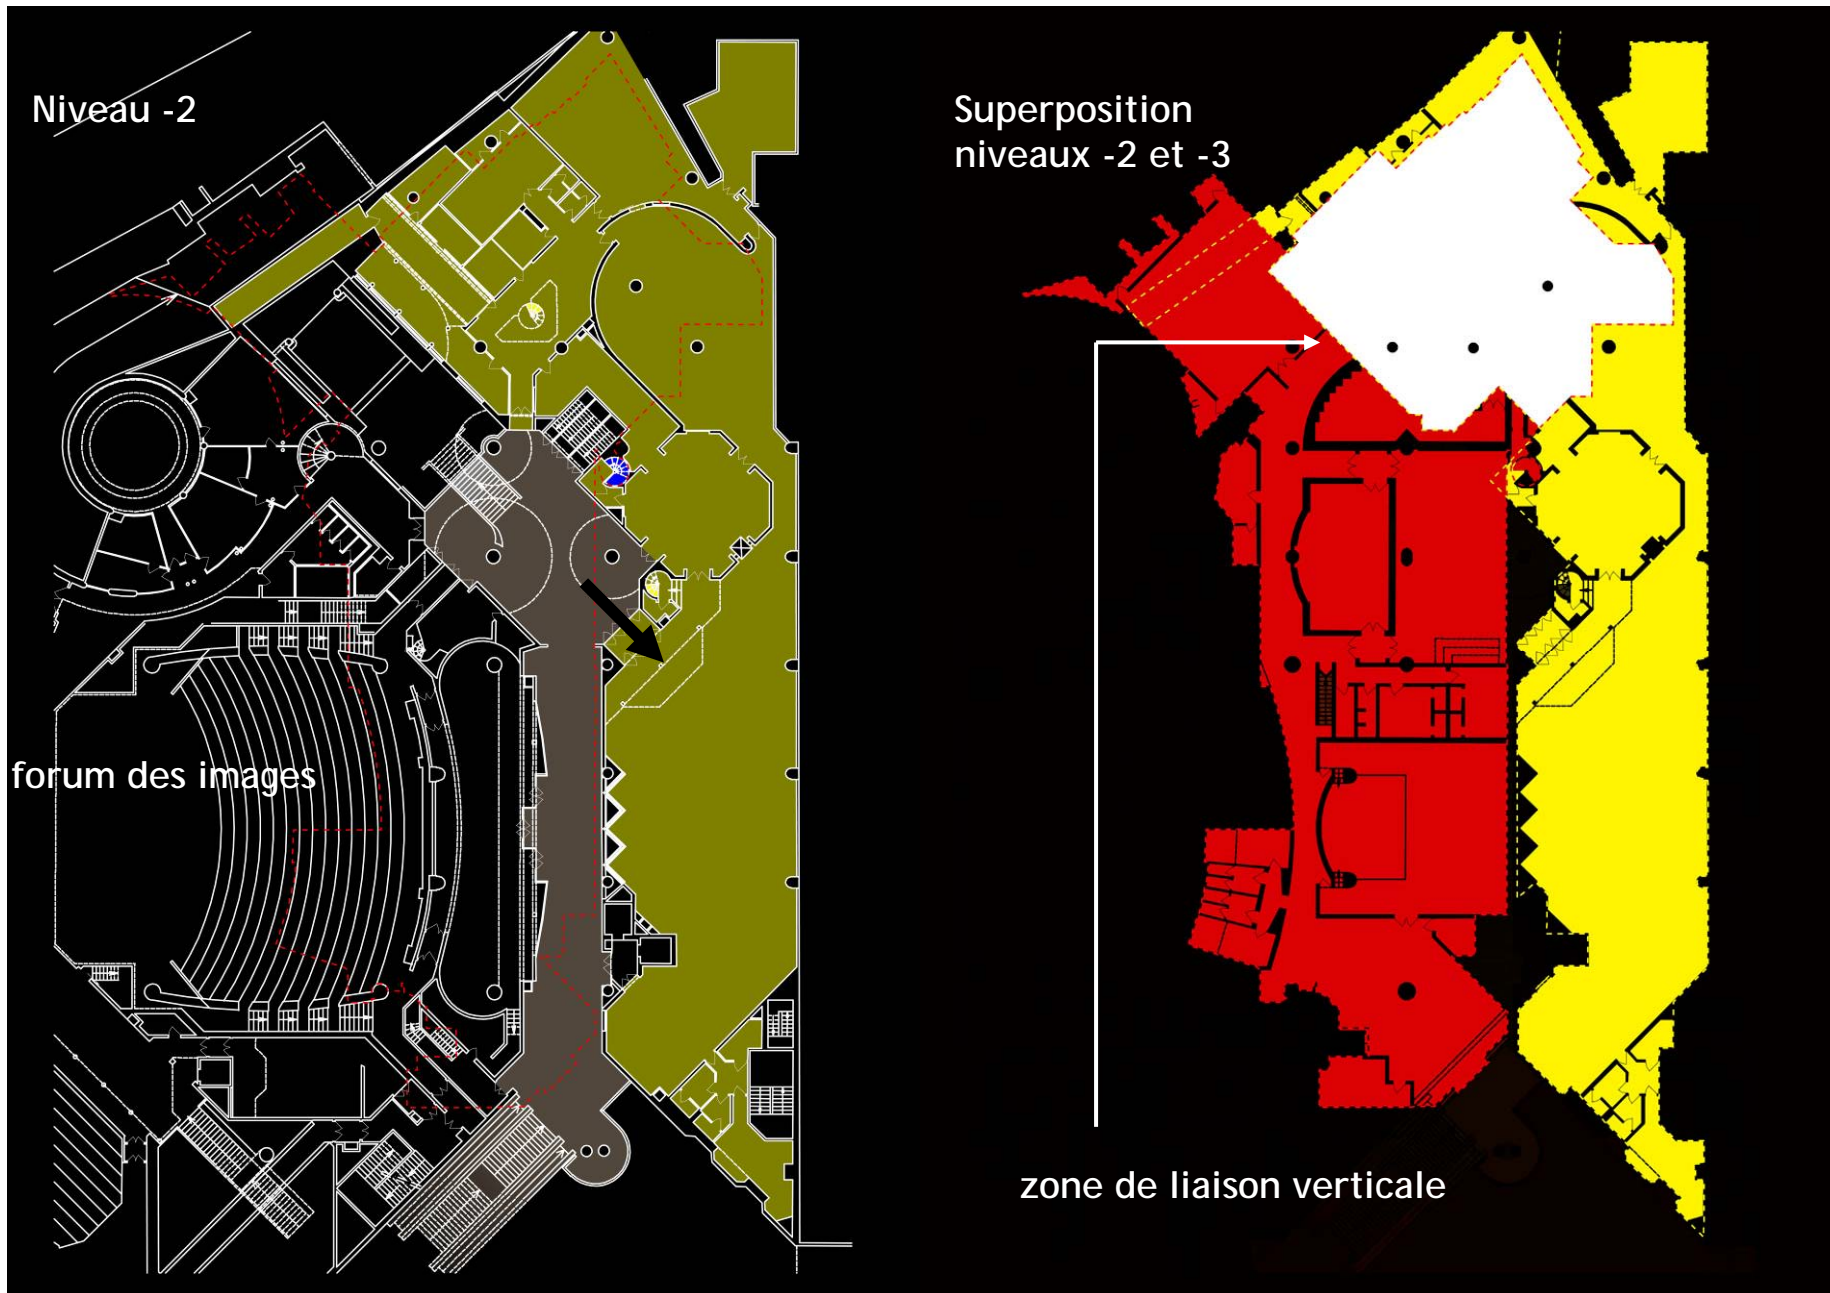 Niveau -2
forum des images
Superposition
niveaux -2 et -3
zone de liaison verticale